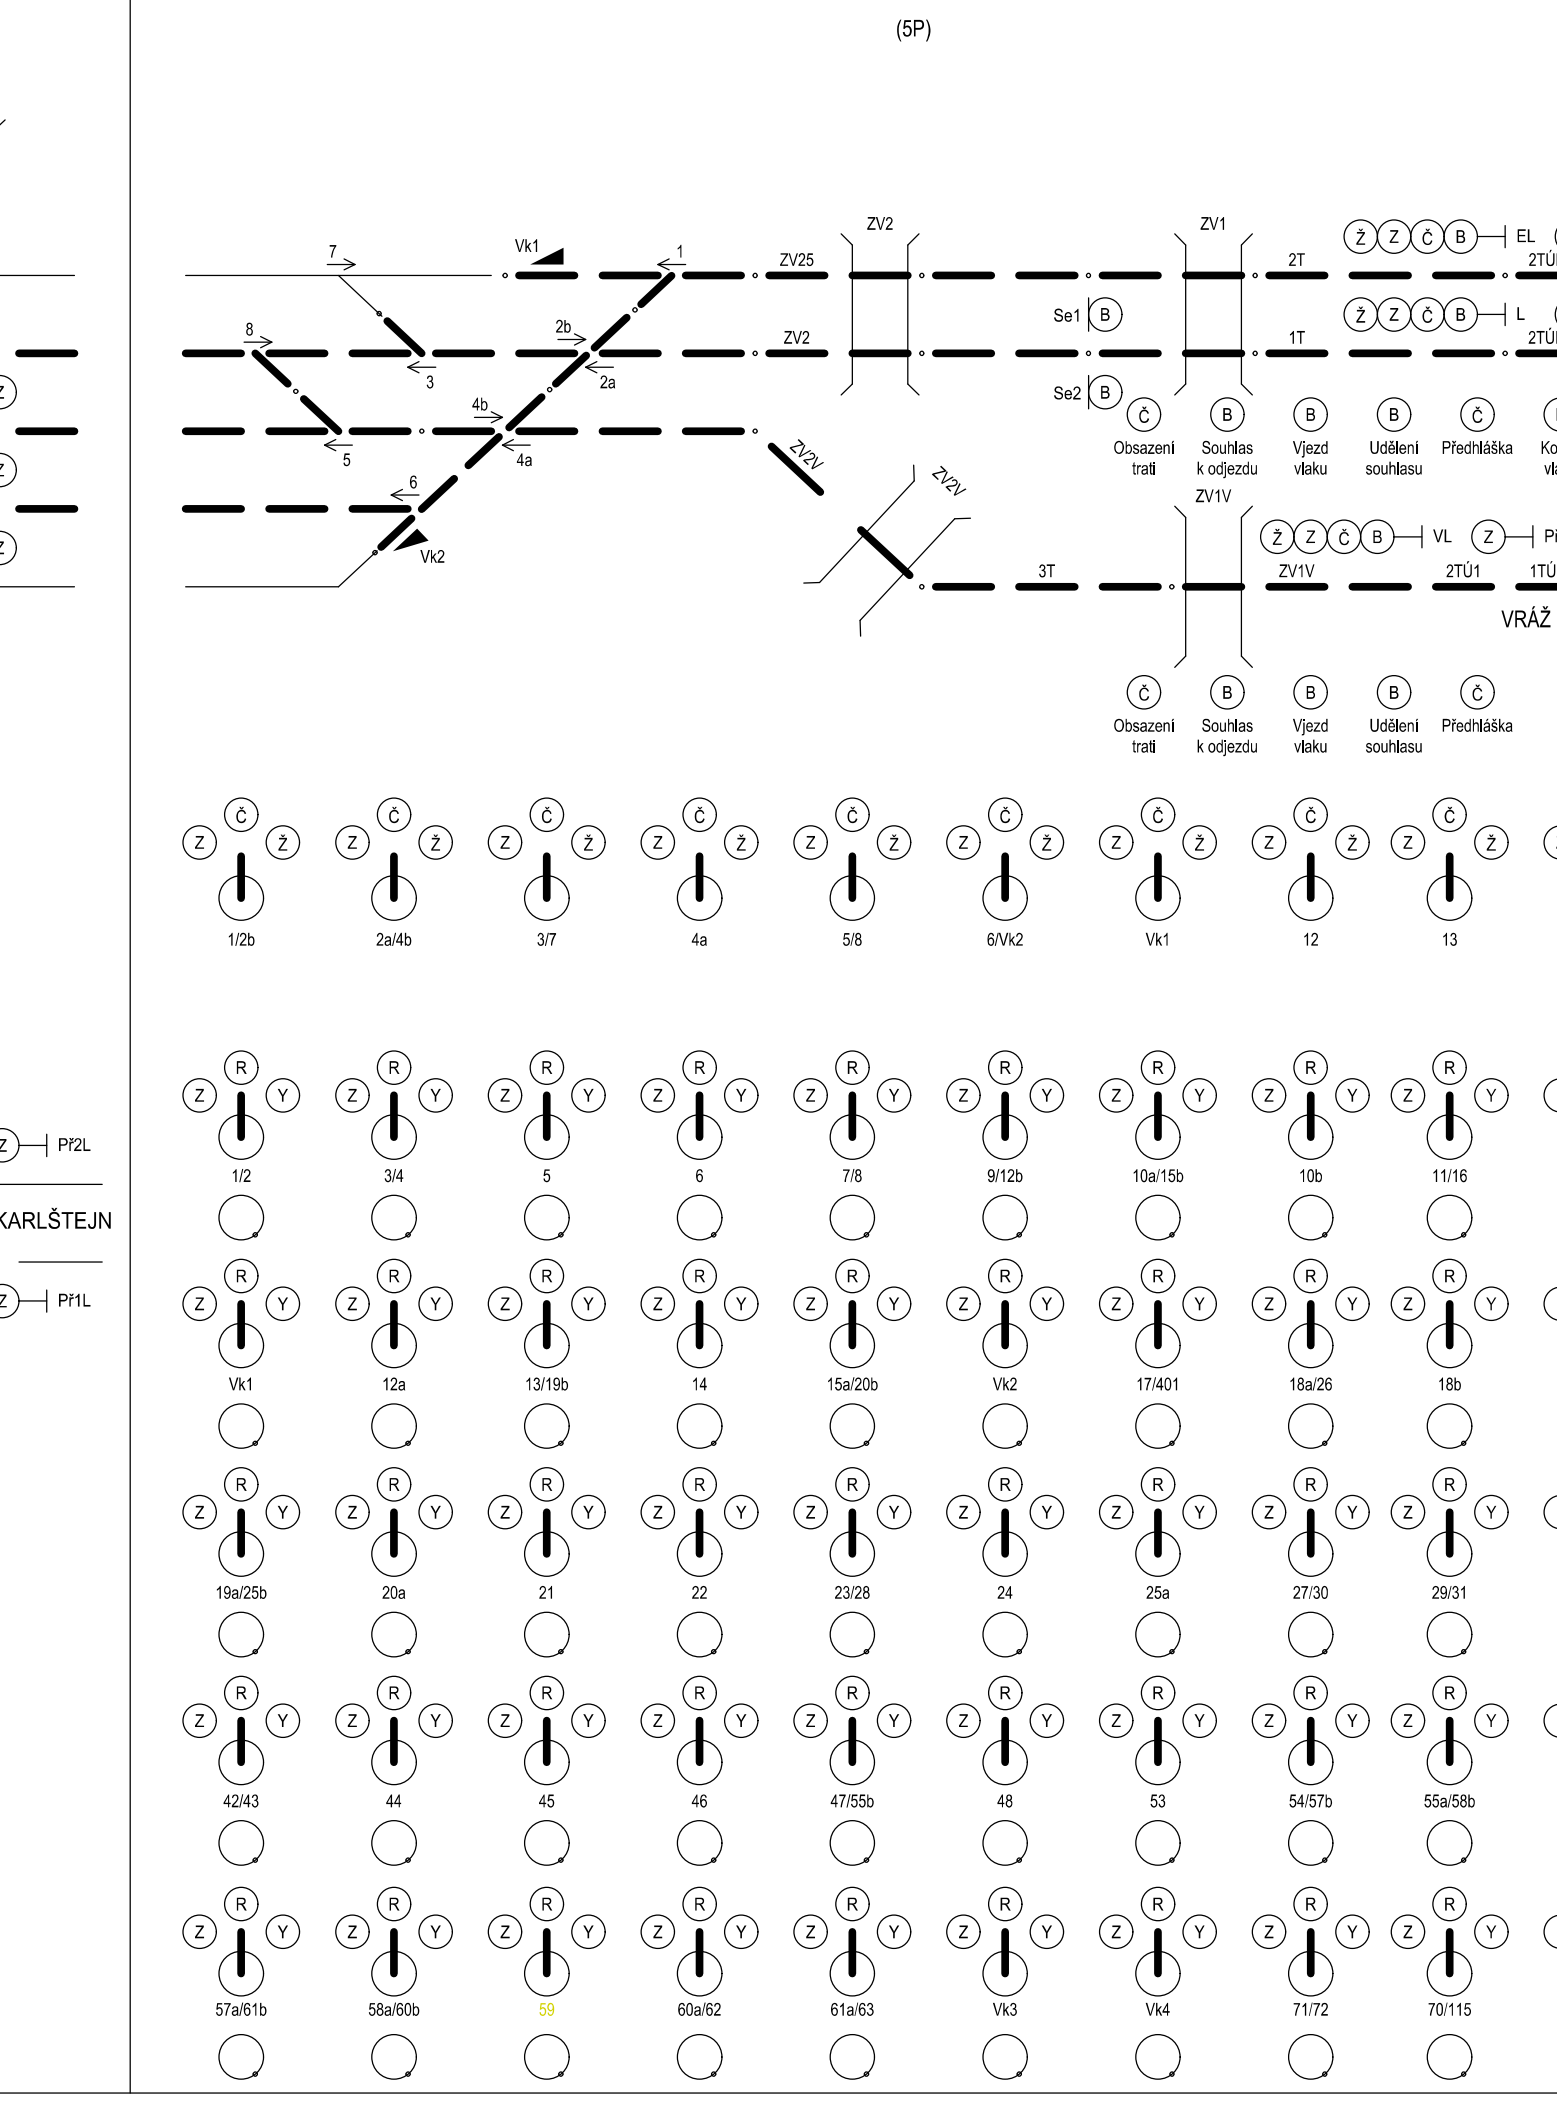 (5P)
ZV2 ZV1
7 Vk1 1 ZV25 2T Ž Z Č B EL
Se1 B Ž Z Č B L
8 2b ZV2 1T
3 2a
Z Se2 B
4b Č B B B Č
ZV2V Obsazení trati Souhlas k odjezdu Vjezd vlaku Udělení souhlasu Předhláška
5 4a
Z
6 ZV2V ZV1V
Vk2 Ž Z Č B VL Z
Z
3T ZV1V 2TÚ1
VRÁŽ
Č B B B Č
Obsazení trati Souhlas k odjezdu Vjezd vlaku Udělení souhlasu Předhláška
Č Č Č Č Č Č Č Č Č
Z Ž Z Ž Z Ž Z Ž Z Ž Z Ž Z Ž Z Ž Z Ž
1/2b 2a/4b 3/7 4a 5/8 6/Vk2 Vk1 12 13
R R R R R R R R R
Z Y Z Y Z Y Z Y Z Y Z Y Z Y Z Y Z Y
Z Př2L
1/2 3/4 5 6 7/8 9/12b 10a/15b 10b 11/16
KARLŠTEJN
R R R R R R R R R
Z Př1L
Z Y Z Y Z Y Z Y Z Y Z Y Z Y Z Y Z Y
Vk1 12a 13/19b 14 15a/20b Vk2 17/401 18a/26 18b
R R R R R R R R R
Z Y Z Y Z Y Z Y Z Y Z Y Z Y Z Y Z Y
19a/25b 20a 21 22 23/28 24 25a 27/30 29/31
R R R R R R R R R
Z Y Z Y Z Y Z Y Z Y Z Y Z Y Z Y Z Y
42/43 44 45 46 47/55b 48 53 54/57b 55a/58b
R R R R R R R R R
Z Y Z Y Z Y Z Y Z Y Z Y Z Y Z Y Z Y
57a/61b 58a/60b 59 60a/62 61a/63 Vk3 Vk4 71/72 70/115